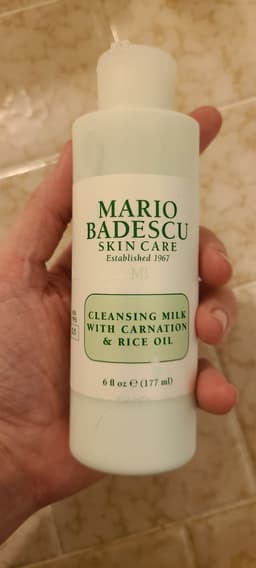 MARIO
BADESCU
SKIN CARE
Established 1967
MB
CLEANSING MILK
WITH CARNATION
& RICE OIL
6 fl oz ℮ (177 ml)